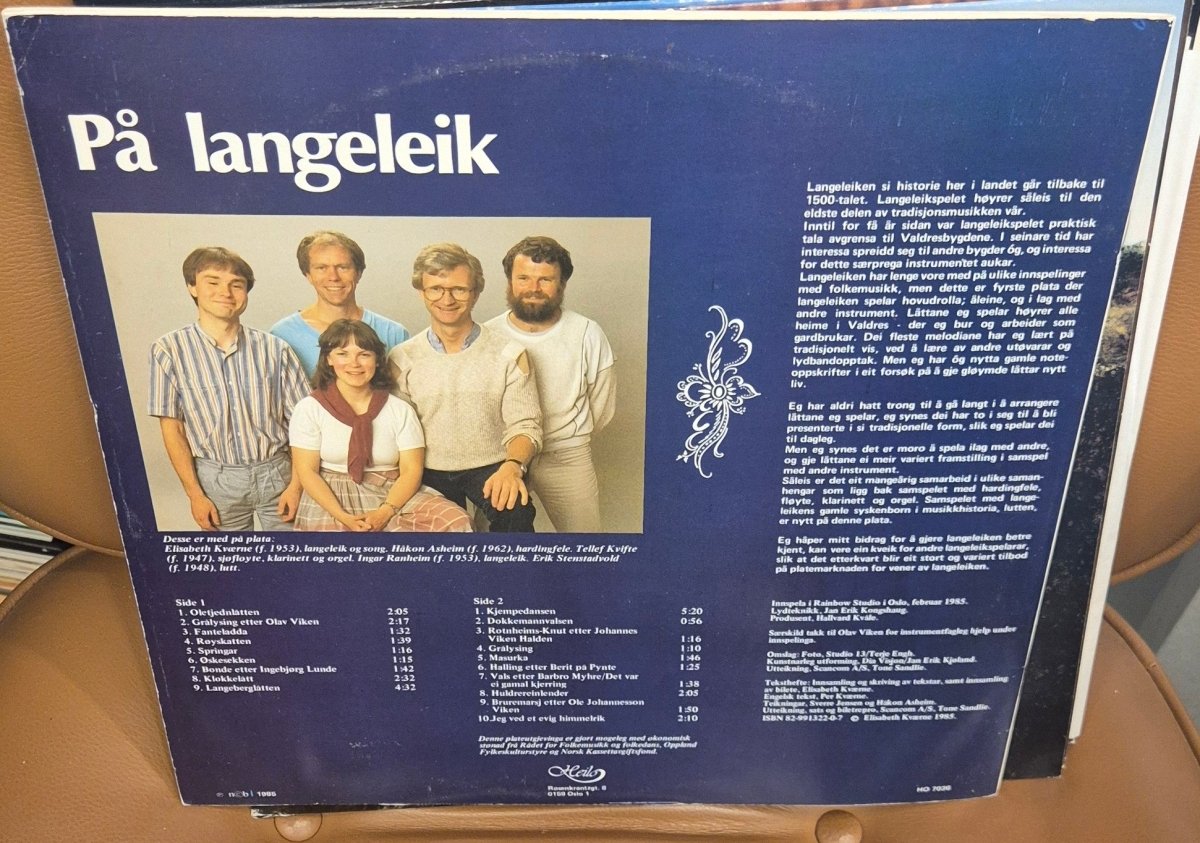 På langeleik
Langeleiken si historie her i landet går tilbake til
1500-talet. Langeleikspelet høyrer såleis til den
eldste delen av tradisjonsmusikken vår.
Inntil for få år sidan var langeleikspelet praktisk
tala avgrensa til Valdresbygdene. I seinare tid har
interessa spreidd seg til andre bygder óg, og interessa
for dette særprega instrumentet aukar.
Langeleiken har lenge vore med på ulike innspelinger
med folkemusikk, men dette er fyrste plata der
langeleiken spelar hovudrolla; åleine, og i lag med
andre instrument. Låttane eg spelar høyrer alle
heime i Valdres - der eg bur og arbeider som
gardbrukar. Dei fleste melodiane har eg lært på
tradisjonelt vis, ved å lære av andre utøvarar og
lydbandopptak. Men eg har óg nytta gamle note-
oppskrifter i eit forsøk på å gje gløymde låttar nytt
liv.
Eg har aldri hatt trong til å gå langt i å arrangere
låttane eg spelar, eg synes dei har to i seg til å bli
presenterte i si tradisjonelle form, slik eg spelar dei
til dagleg.
Men eg synes det er moro å spela ilag med andre,
og gje låttane ei meir variert framstilling i samspel
med andre instrument.
Såleis er det eit mangeårig samarbeid i ulike saman-
hengar som ligg bak samspelet med hardingfele,
fløyte, klarinett og orgel. Samspelet med lange-
leikens gamle syskenborn i musikkhistoria, lutten,
er nytt på denne plata.
Eg håper mitt bidrag for å gjere langeleiken betre
kjent, kan vere ein kveik for andre langeleikspelarar,
slik at det etterkvart blir eit stort og variert tilbod
på platemarknaden for vener av langeleiken.
Desse er med på plata:
Elisabeth Kværne (f. 1953), langeleik og song. Håkon Asheim (f. 1962), hardingfele. Tellef Kvifte
(f. 1947), sjøfløyte, klarinett og orgel. Ingar Ranheim (f. 1953), langeleik. Erik Stenstadvold
(f. 1948), lutt.
Side 1
1. Oletjednlåtten 2:05
2. Grålysing etter Olav Viken 2:17
3. Fanteladda 1:32
4. Røyskatten 1:39
5. Springar 1:16
6. Oskesekken 1:15
7. Bonde etter Ingebjørg Lunde 1:42
8. Klokkelått 2:32
9. Langeberglåtten 4:32
Side 2
1. Kjempedansen 5:20
2. Dokkemannvalsen 0:56
3. Rotnheims-Knut etter Johannes
Viken Halden 1:16
4. Grålysing 1:10
5. Masurka 1:46
6. Halling etter Berit på Pynte 1:25
7. Vals etter Barbro Myhre/Det var
ei gamal kjerring 1:38
8. Huldrereinlender 2:05
9. Bruremarsj etter Ole Johannesson
Viken 1:50
10. Jeg ved et evig himmelrik 2:10
Denne plateutgjevinga er gjort mogeleg med økonomisk
stønad frå Rådet for Folkemusikk og folkedans, Oppland
Fylkeskulturstyre og Norsk Kassettavgiftsfond.
Innspela i Rainbow Studio i Oslo, februar 1985.
Lydteknikk, Jan Erik Kongshaug.
Produsent, Hallvard Kvåle.
Særskild takk til Olav Viken for instrumentfagleg hjelp under
innspelinga.
Omslag: Foto, Studio 13/Terje Engh.
Kunstnarleg utforming, Dia Visjon/Jan Erik Kjøland.
Utteikning, Scancom A/S, Tone Sandlie.
Teksthefte: Innsamling og skriving av tekstar, samt innsamling
av bilete, Elisabeth Kværne.
Engelsk tekst, Per Kværne.
Teikningar, Sverre Jensen og Håkon Asheim.
Utteikning, sats og biletrepro, Scancom A/S, Tone Sandlie.
ISBN 82-991322-0-7 © Elisabeth Kværne 1985.
Heilo
Rosenkrantzgt. 8
0159 Oslo 1
℗ n©b 1985
HO 7020